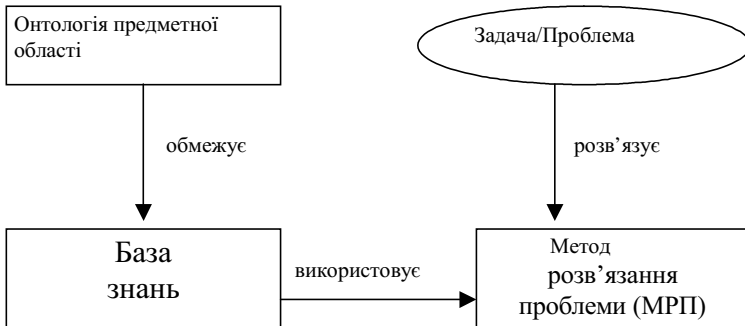 Онтологія предметної
області
Задача/Проблема
обмежує
розв’язує
База
знань
використовує
Метод
розв’язання
проблеми (МРП)